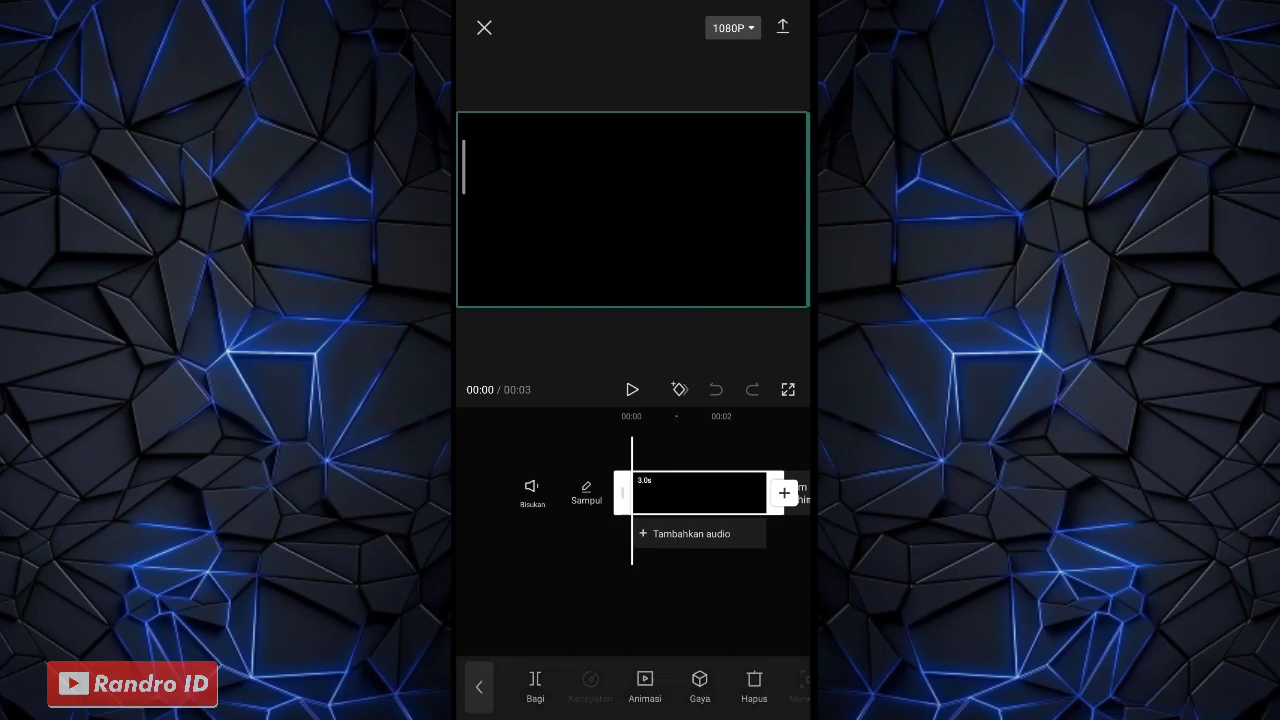 1080P
00:00 / 00:03
00:00
00:02
3.0s
Bisukan
Sampul
+ Tambahkan audio
Bagi
Kecepatan
Animasi
Gaya
Hapus
Randro ID